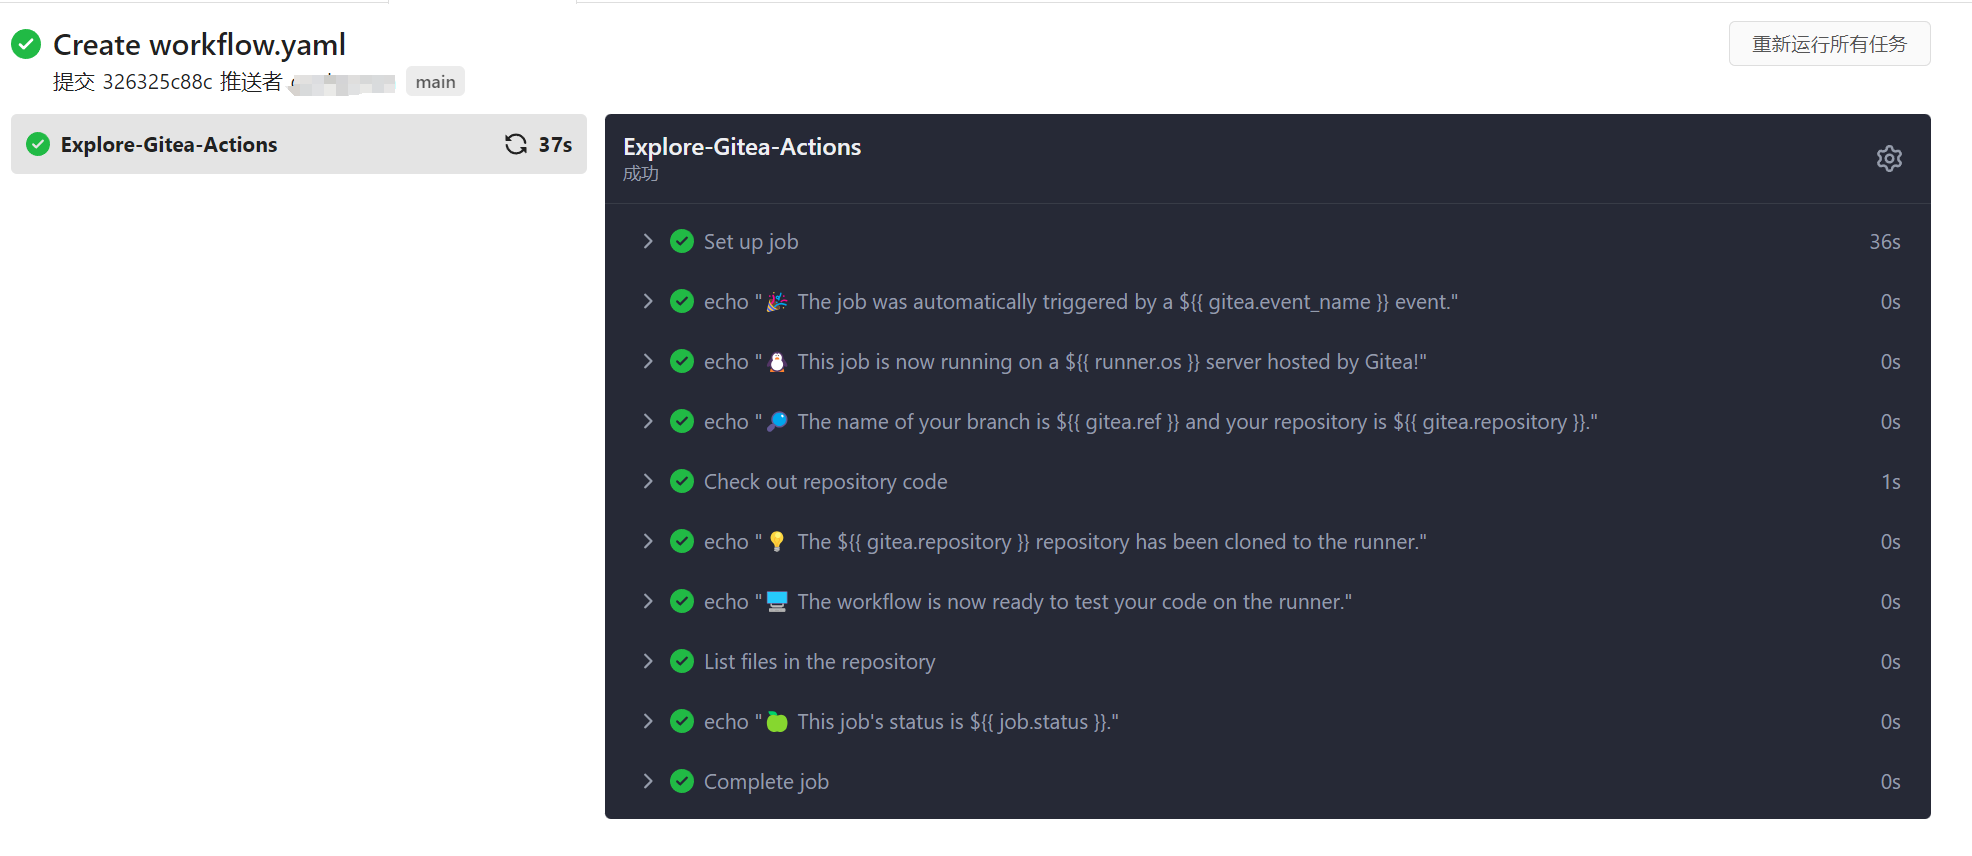 Create workflow.yaml
重新运行所有任务
提交 326325c88c 推送者 main
Explore-Gitea-Actions 37s
Explore-Gitea-Actions
成功
Set up job 36s
echo "🎉 The job was automatically triggered by a ${{ gitea.event_name }} event." 0s
echo "🐧 This job is now running on a ${{ runner.os }} server hosted by Gitea!" 0s
echo "🔎 The name of your branch is ${{ gitea.ref }} and your repository is ${{ gitea.repository }}." 0s
Check out repository code 1s
echo "💡 The ${{ gitea.repository }} repository has been cloned to the runner." 0s
echo "🖥️ The workflow is now ready to test your code on the runner." 0s
List files in the repository 0s
echo "🍏 This job's status is ${{ job.status }}." 0s
Complete job 0s